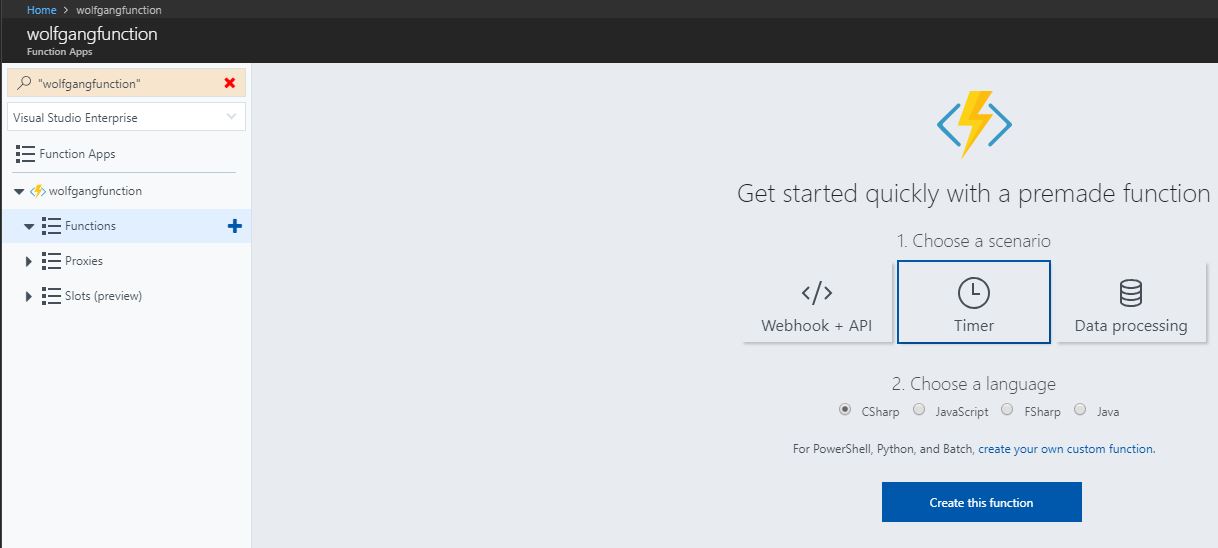 Home > wolfgangfunction
wolfgangfunction
Function Apps
"wolfgangfunction"
Visual Studio Enterprise
Function Apps
wolfgangfunction
Functions
Proxies
Slots (preview)
Get started quickly with a premade function
1. Choose a scenario
</> Webhook + API
Timer
Data processing
2. Choose a language
CSharp JavaScript FSharp Java
For PowerShell, Python, and Batch, create your own custom function.
Create this function